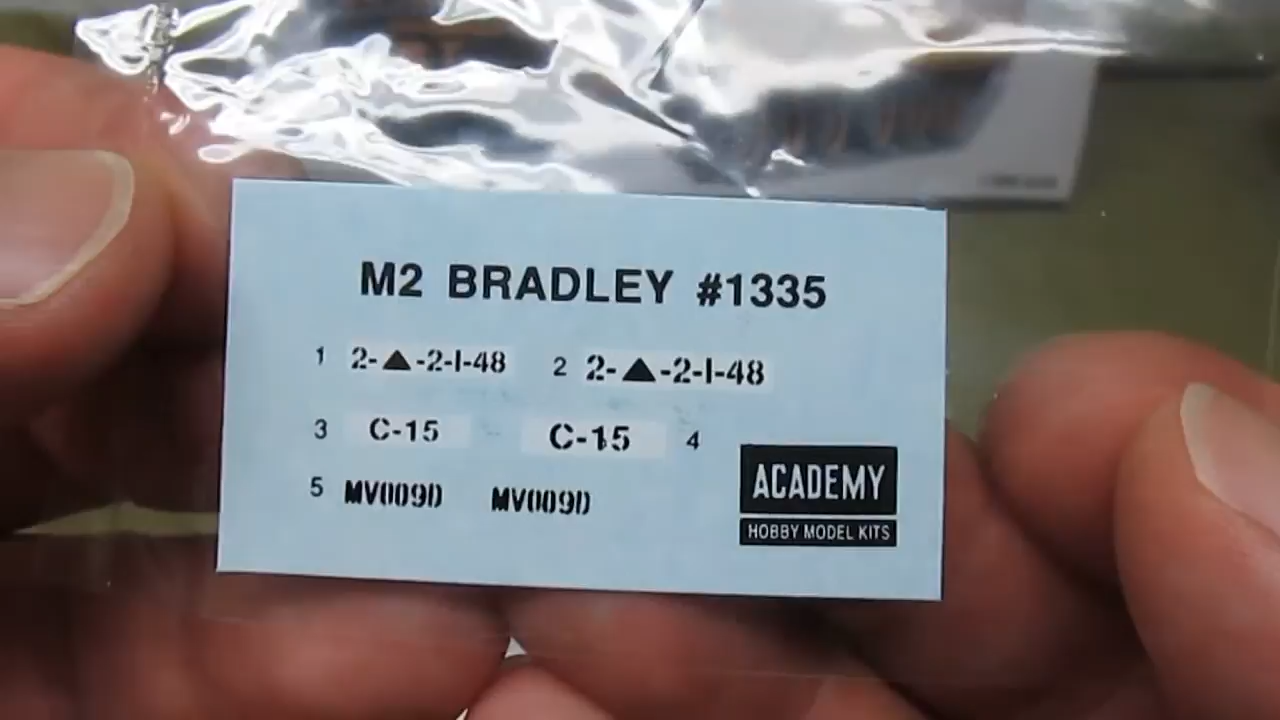 M2 BRADLEY #1335
1 2-▲-2-I-48 2 2-▲-2-I-48
3 C-15 C-15 4
5 MV009D MV009D
ACADEMY
HOBBY MODEL KITS